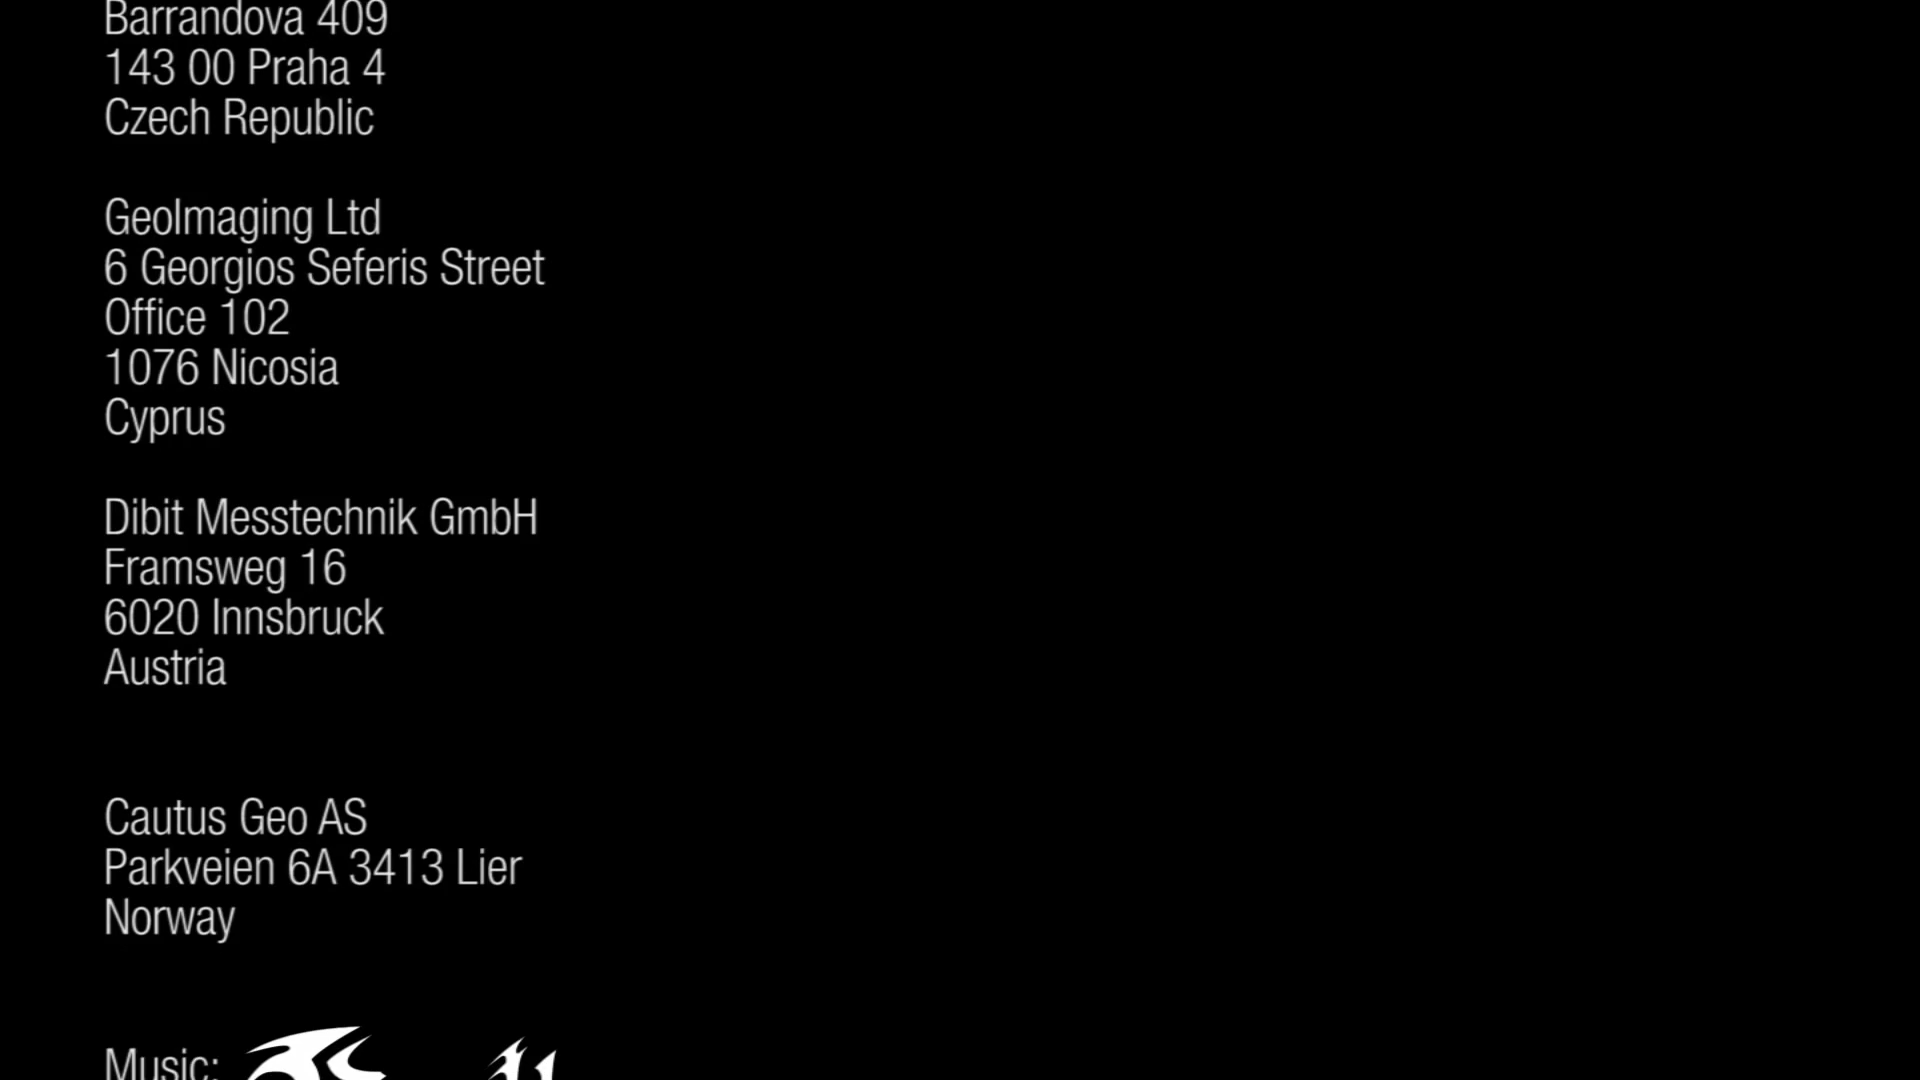 Barrandova 409
143 00 Praha 4
Czech Republic
GeoImaging Ltd
6 Georgios Seferis Street
Office 102
1076 Nicosia
Cyprus
Dibit Messtechnik GmbH
Framsweg 16
6020 Innsbruck
Austria
Cautus Geo AS
Parkveien 6A 3413 Lier
Norway
Music: